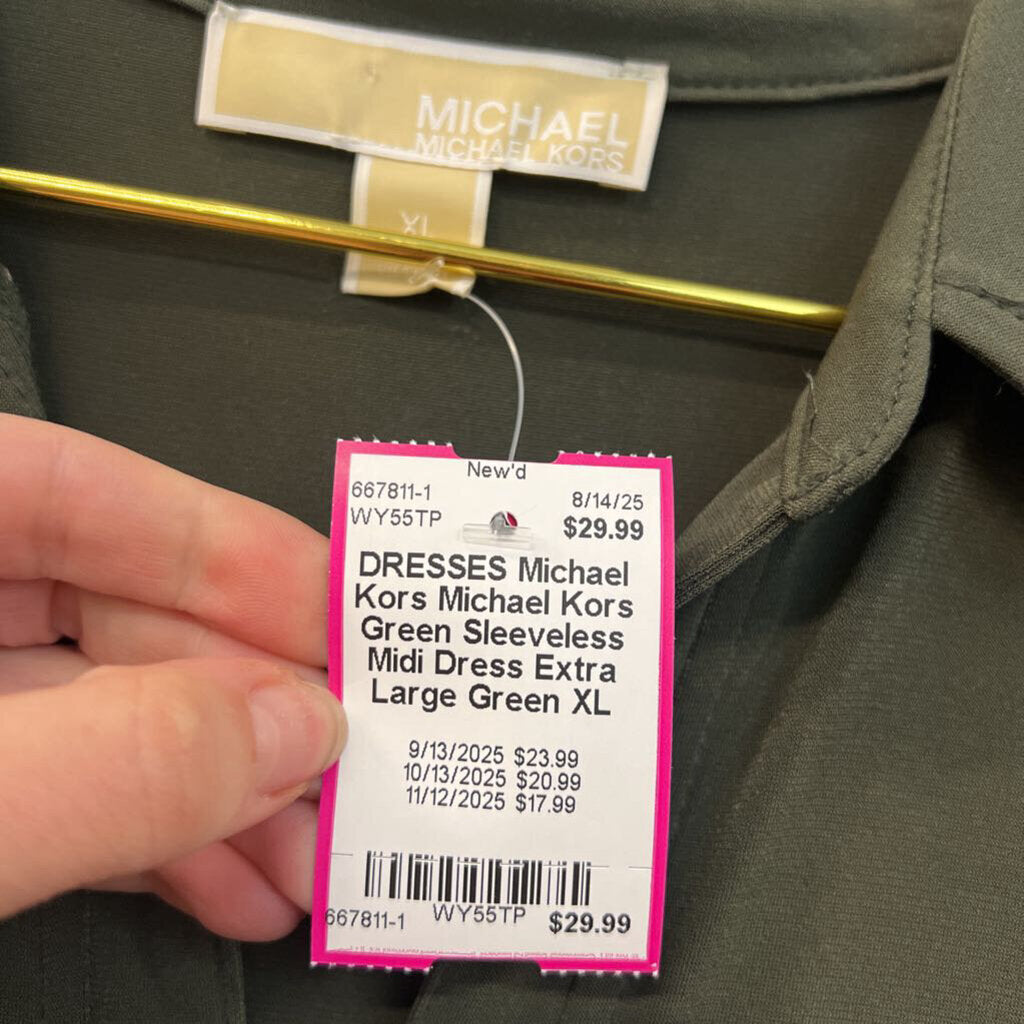 MICHAEL
MICHAEL KORS
XL
New'd
667811-1
8/14/25
WY55TP
$29.99
DRESSES Michael
Kors Michael Kors
Green Sleeveless
Midi Dress Extra
Large Green XL
9/13/2025 $23.99
10/13/2025 $20.99
11/12/2025 $17.99
667811-1 WY55TP $29.99